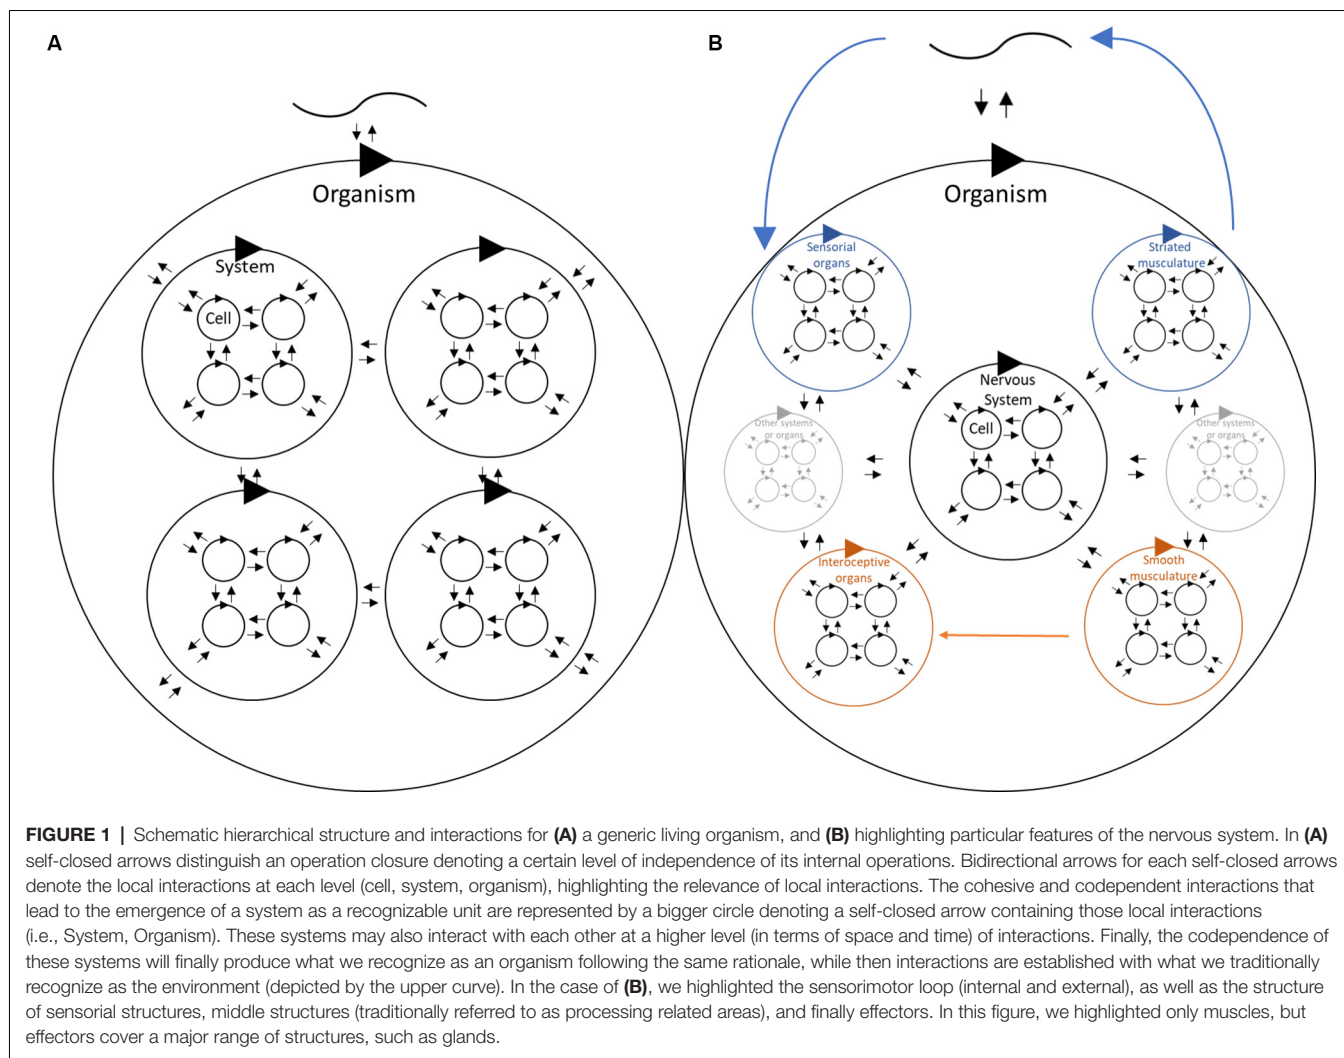 A
B
Organism
System
Cell
Organism
Sensorial
organs
Striated
musculature
Nervous
System
Cell
Other systems
or organs
Other systems
or organs
Interoceptive
organs
Smooth
musculature
FIGURE 1 | Schematic hierarchical structure and interactions for (A) a generic living organism, and (B) highlighting particular features of the nervous system. In (A)
self-closed arrows distinguish an operation closure denoting a certain level of independence of its internal operations. Bidirectional arrows for each self-closed arrows
denote the local interactions at each level (cell, system, organism), highlighting the relevance of local interactions. The cohesive and codependent interactions that
lead to the emergence of a system as a recognizable unit are represented by a bigger circle denoting a self-closed arrow containing those local interactions
(i.e., System, Organism). These systems may also interact with each other at a higher level (in terms of space and time) of interactions. Finally, the codependence of
these systems will finally produce what we recognize as an organism following the same rationale, while then interactions are established with what we traditionally
recognize as the environment (depicted by the upper curve). In the case of (B), we highlighted the sensorimotor loop (internal and external), as well as the structure
of sensorial structures, middle structures (traditionally referred to as processing related areas), and finally effectors. In this figure, we highlighted only muscles, but
effectors cover a major range of structures, such as glands.